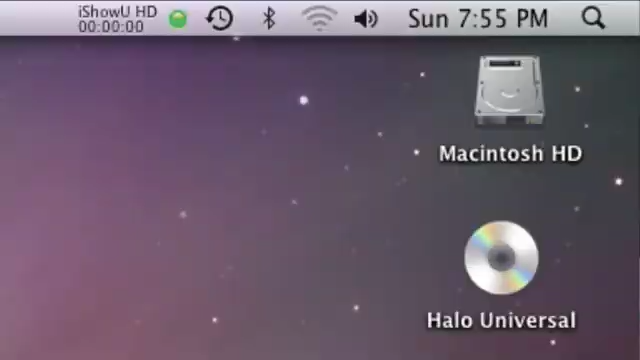 iShowU HD
00:00:00
Sun 7:55 PM
Macintosh HD
Halo Universal